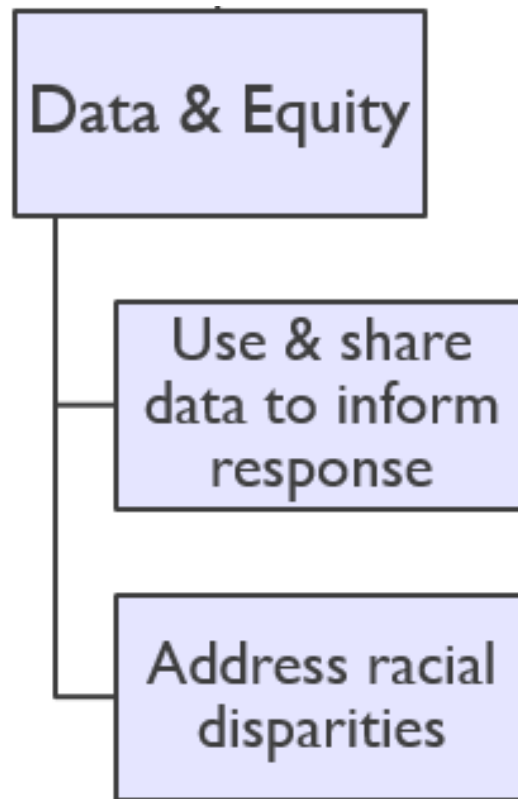 Data & Equity
Use & share
data to inform
response
Address racial
disparities